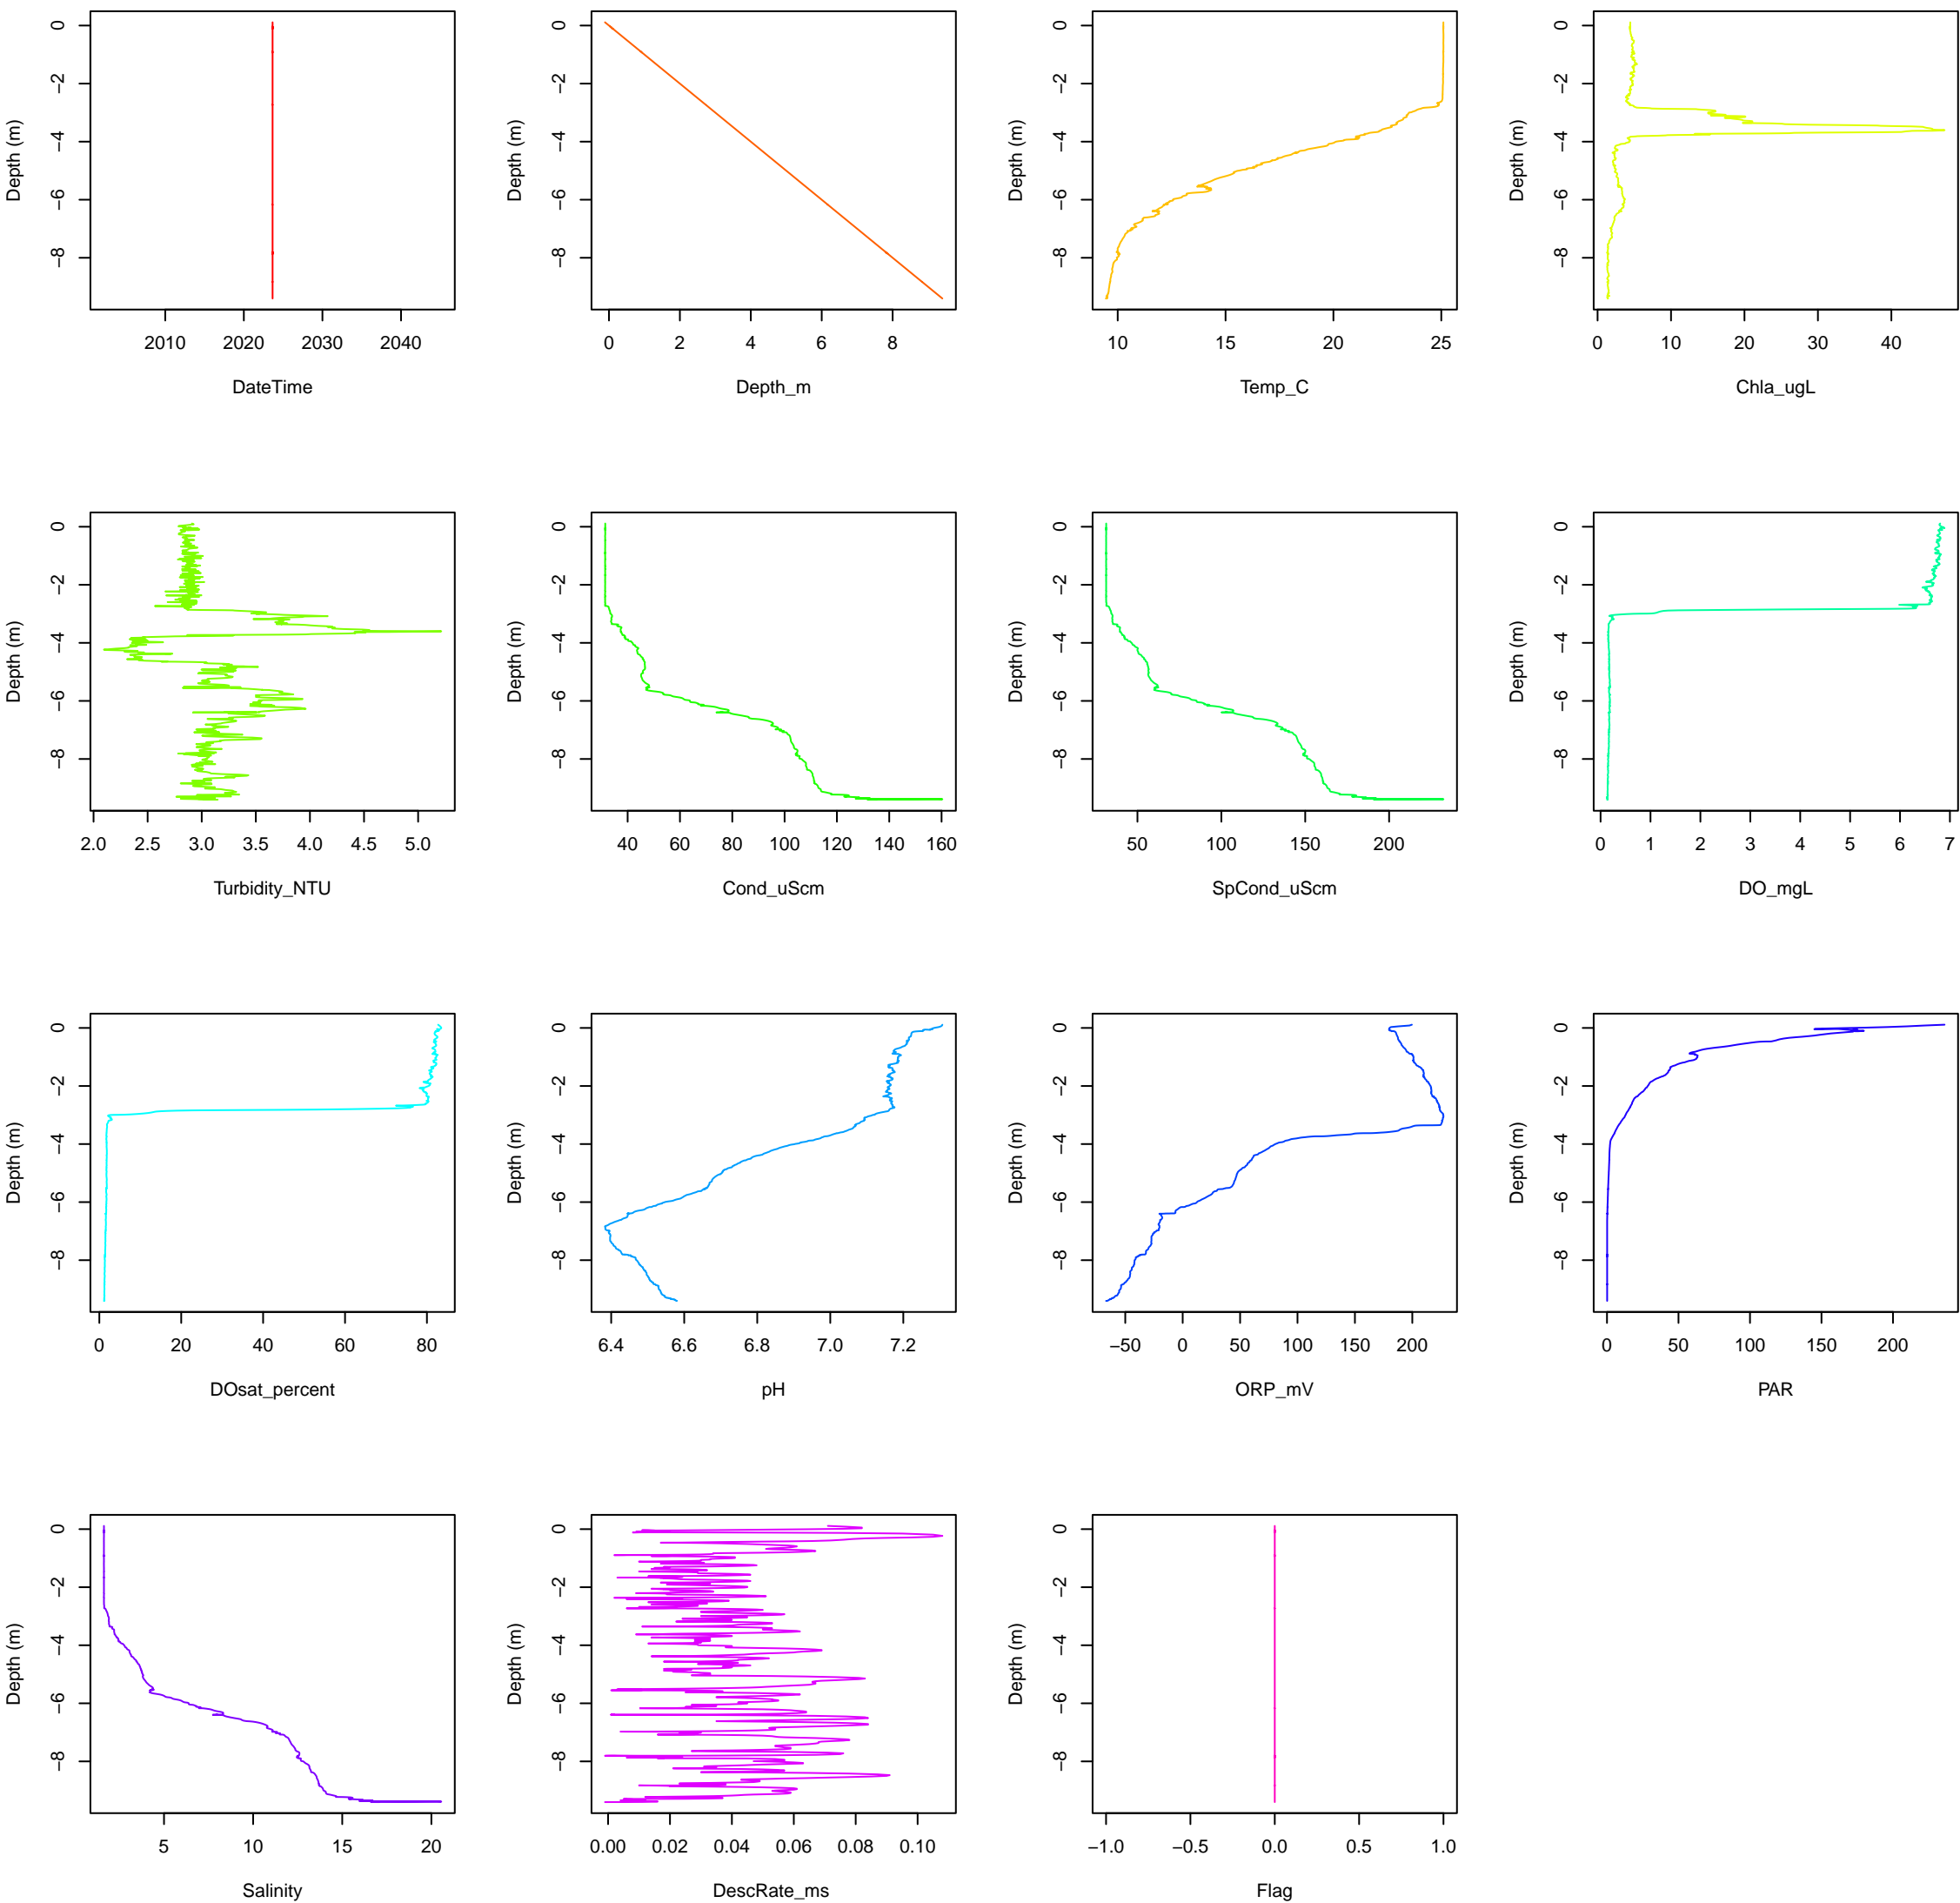 Depth (m)
0
−2
−4
−6
−8
2010 2020 2030 2040
DateTime
Depth (m)
0
−2
−4
−6
−8
0 2 4 6 8
Depth_m
Depth (m)
0
−2
−4
−6
−8
10 15 20 25
Temp_C
Depth (m)
0
−2
−4
−6
−8
0 10 20 30 40
Chla_ugL
Depth (m)
0
−2
−4
−6
−8
2.0 2.5 3.0 3.5 4.0 4.5 5.0
Turbidity_NTU
Depth (m)
0
−2
−4
−6
−8
40 60 80 100 120 140 160
Cond_uScm
Depth (m)
0
−2
−4
−6
−8
50 100 150 200
SpCond_uScm
Depth (m)
0
−2
−4
−6
−8
0 1 2 3 4 5 6 7
DO_mgL
Depth (m)
0
−2
−4
−6
−8
0 20 40 60 80
DOsat_percent
Depth (m)
0
−2
−4
−6
−8
6.4 6.6 6.8 7.0 7.2
pH
Depth (m)
0
−2
−4
−6
−8
−50 0 50 100 150 200
ORP_mV
Depth (m)
0
−2
−4
−6
−8
0 50 100 150 200
PAR
Depth (m)
0
−2
−4
−6
−8
5 10 15 20
Salinity
Depth (m)
0
−2
−4
−6
−8
0.00 0.02 0.04 0.06 0.08 0.10
DescRate_ms
Depth (m)
0
−2
−4
−6
−8
−1.0 −0.5 0.0 0.5 1.0
Flag